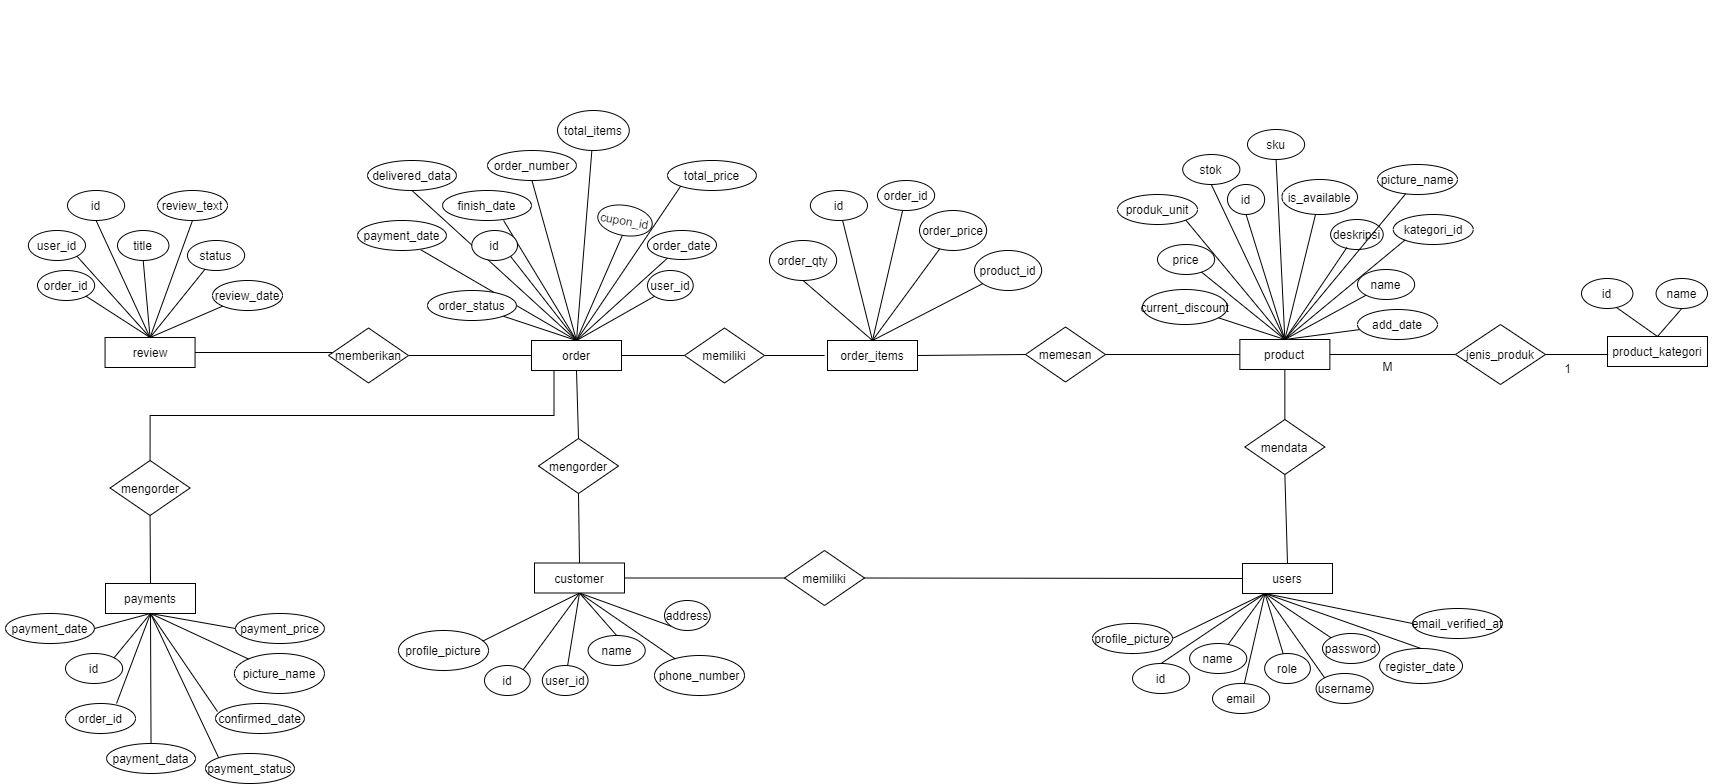 total_items
order_number
delivered_data
total_price
finish_date
cupon_id
payment_date
id
order_date
order_status
user_id
id
review_text
user_id
title
status
order_id
review_date
id
order_id
order_price
order_qty
product_id
sku
stok
picture_name
id
is_available
produk_unit
deskripsi
kategori_id
price
name
current_discount
add_date
id
name
review
memberikan
order
memiliki
order_items
memesan
product
M
jenis_produk
1
product_kategori
mengorder
mengorder
mendata
payments
customer
memiliki
users
payment_date
payment_price
id
picture_name
order_id
confirmed_date
payment_data
payment_status
address
profile_picture
name
id
user_id
phone_number
email_verified_at
profile_picture
name
password
id
role
register_date
email
username